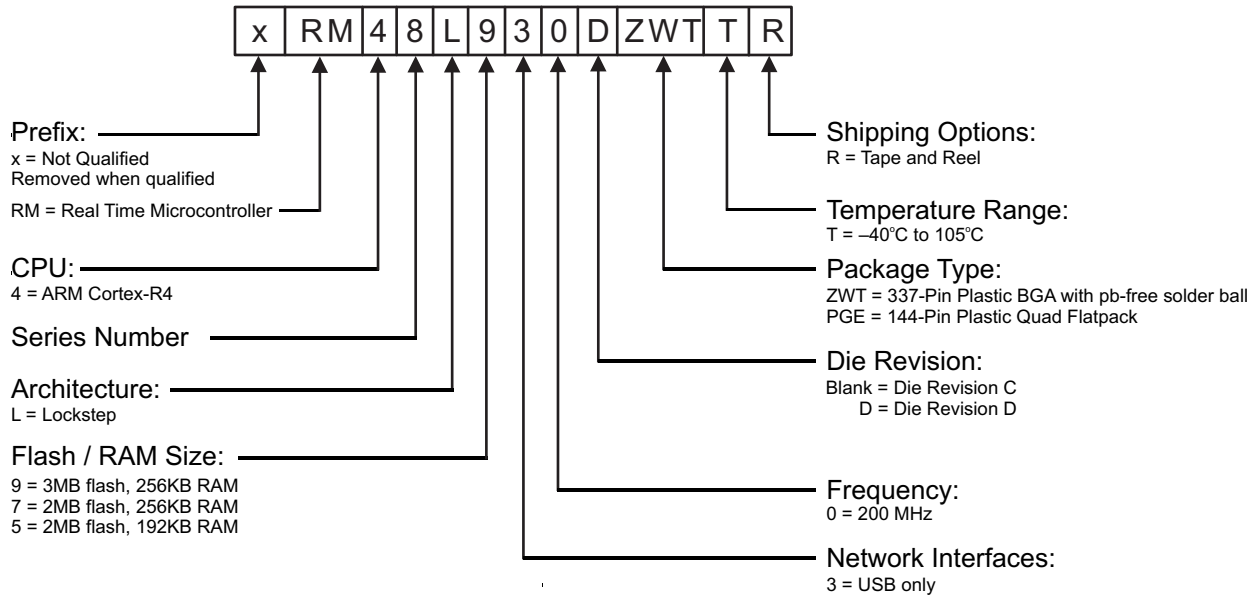 x RM 4 8 L 9 3 0 D ZWT T R
Prefix:
x = Not Qualified
Removed when qualified
RM = Real Time Microcontroller
CPU:
4 = ARM Cortex-R4
Series Number
Architecture:
L = Lockstep
Flash / RAM Size:
9 = 3MB flash, 256KB RAM
7 = 2MB flash, 256KB RAM
5 = 2MB flash, 192KB RAM
Shipping Options:
R = Tape and Reel
Temperature Range:
T = –40°C to 105°C
Package Type:
ZWT = 337-Pin Plastic BGA with pb-free solder ball
PGE = 144-Pin Plastic Quad Flatpack
Die Revision:
Blank = Die Revision C
D = Die Revision D
Frequency:
0 = 200 MHz
Network Interfaces:
3 = USB only